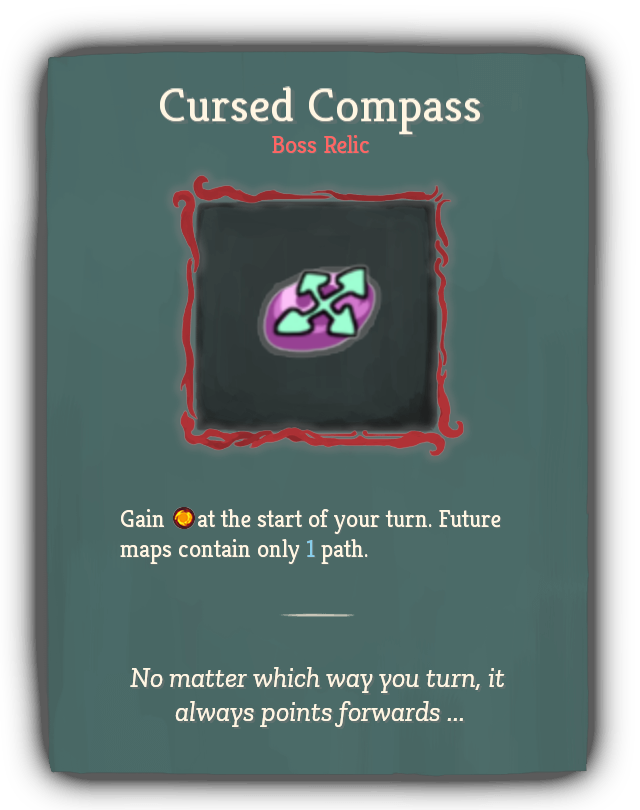 Cursed Compass
Boss Relic
Gain at the start of your turn. Future
maps contain only 1 path.
No matter which way you turn, it
always points forwards ...